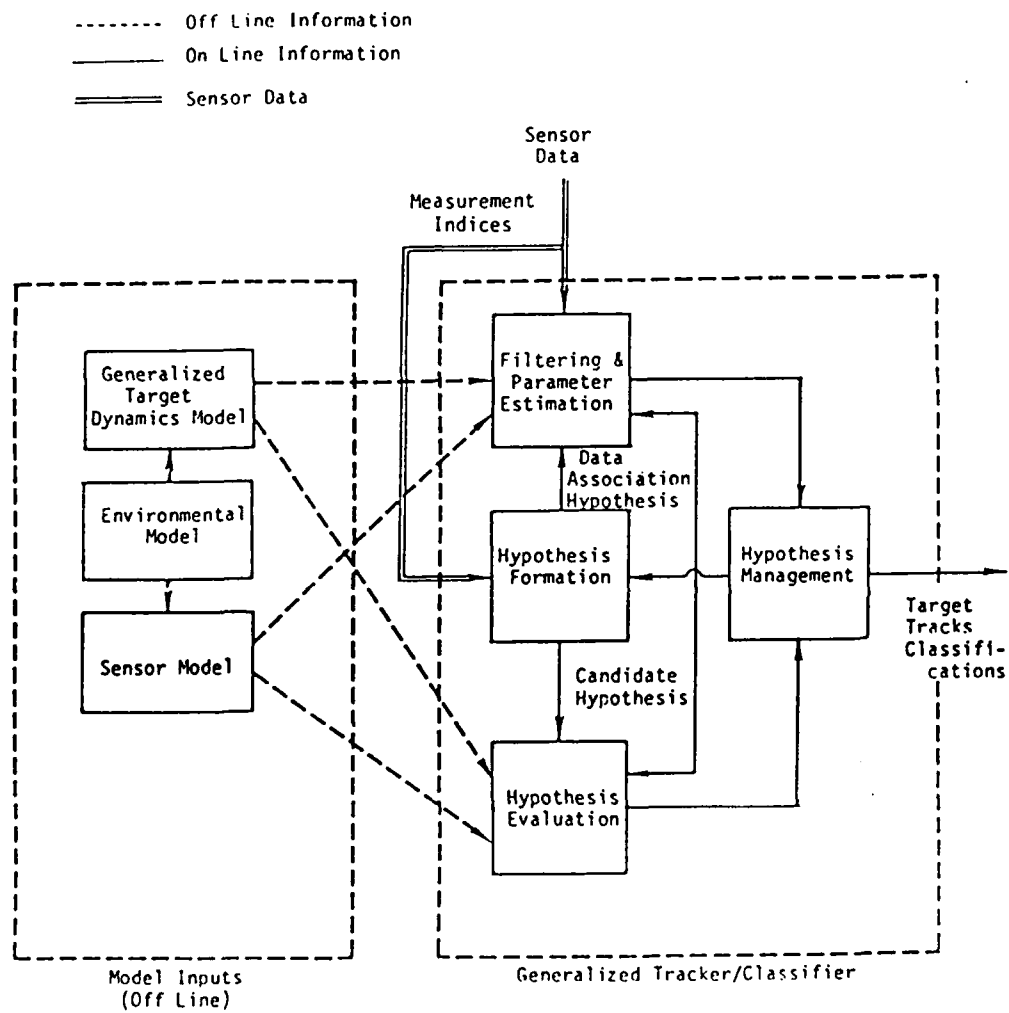 Off Line Information
On Line Information
Sensor Data
Sensor
Data
Measurement
Indices
Generalized
Target
Dynamics Model
Environmental
Model
Sensor Model
Filtering &
Parameter
Estimation
Data
Association
Hypothesis
Hypothesis
Formation
Hypothesis
Management
Target
Tracks
Classifi-
cations
Candidate
Hypothesis
Hypothesis
Evaluation
Model Inputs
(Off Line)
Generalized Tracker/Classifier